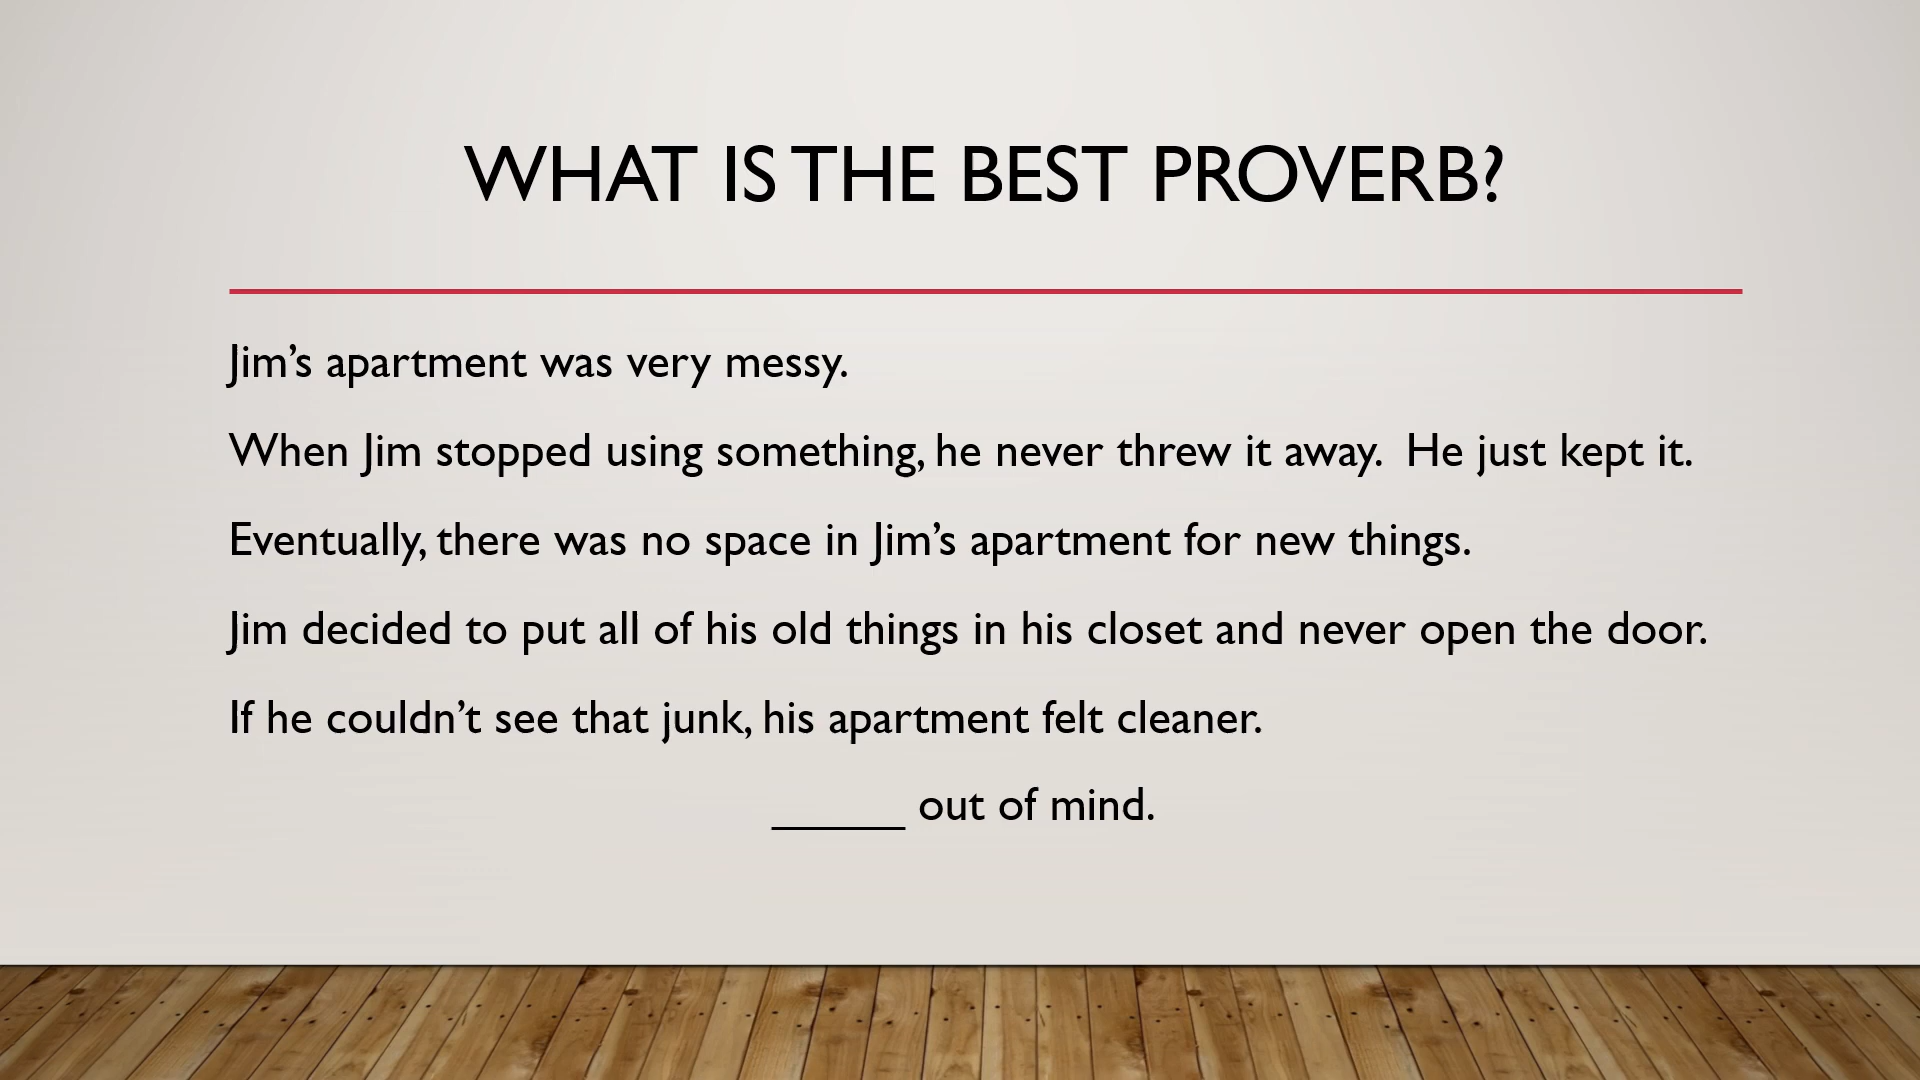 WHAT IS THE BEST PROVERB?
Jim’s apartment was very messy.
When Jim stopped using something, he never threw it away.  He just kept it.
Eventually, there was no space in Jim’s apartment for new things.
Jim decided to put all of his old things in his closet and never open the door.
If he couldn’t see that junk, his apartment felt cleaner.
______ out of mind.